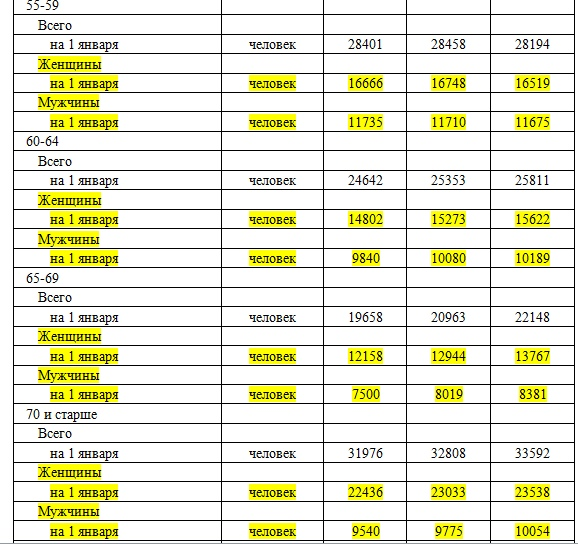 55-59
Всего
на 1 января человек 28401 28458 28194
Женщины
на 1 января человек 16666 16748 16519
Мужчины
на 1 января человек 11735 11710 11675
60-64
Всего
на 1 января человек 24642 25353 25811
Женщины
на 1 января человек 14802 15273 15622
Мужчины
на 1 января человек 9840 10080 10189
65-69
Всего
на 1 января человек 19658 20963 22148
Женщины
на 1 января человек 12158 12944 13767
Мужчины
на 1 января человек 7500 8019 8381
70 и старше
Всего
на 1 января человек 31976 32808 33592
Женщины
на 1 января человек 22436 23033 23538
Мужчины
на 1 января человек 9540 9775 10054